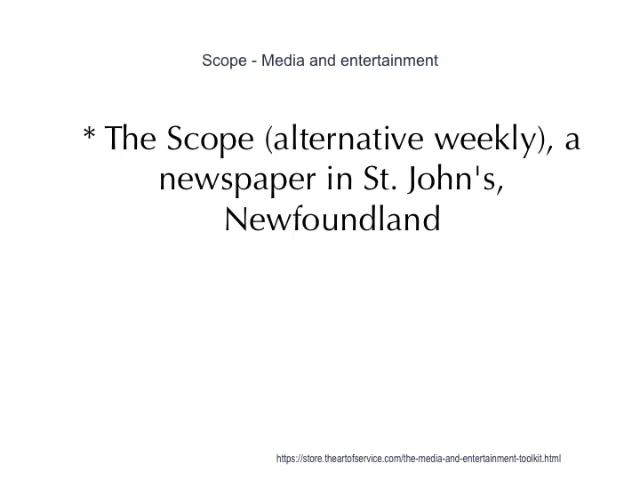 Scope - Media and entertainment
* The Scope (alternative weekly), a
newspaper in St. John's,
Newfoundland
https://store.theartofservice.com/the-media-and-entertainment-toolkit.html